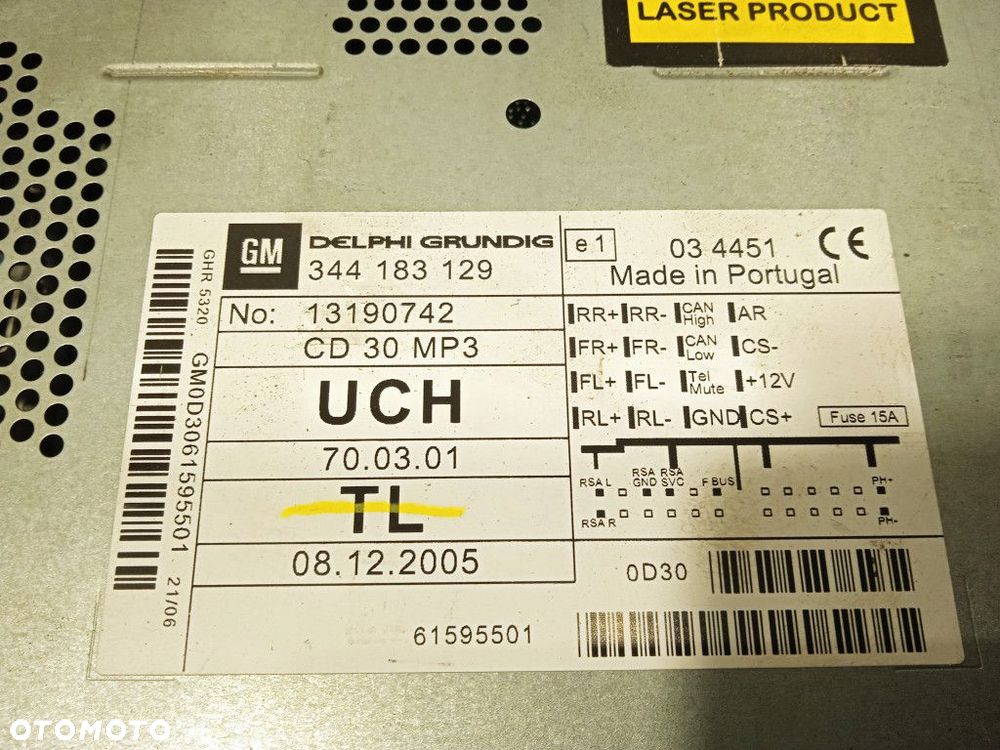 LASER PRODUCT
GM DELPHI GRUNDIG
344 183 129
No: 13190742
CD 30 MP3
UCH
70.03.01
TL
08.12.2005
61595501
e1 03 4451 CE
Made in Portugal
RR+ RR- CAN High AR
FR+ FR- CAN Low CS-
FL+ FL- Tel Mute +12V
RL+ RL- GND CS+ Fuse 15A
RSA L RSA GND RSA SVC F BUS PH+
RSA R PH-
0D30
GHR 5320 GM0D3061595501 21/06
OTOMOTO